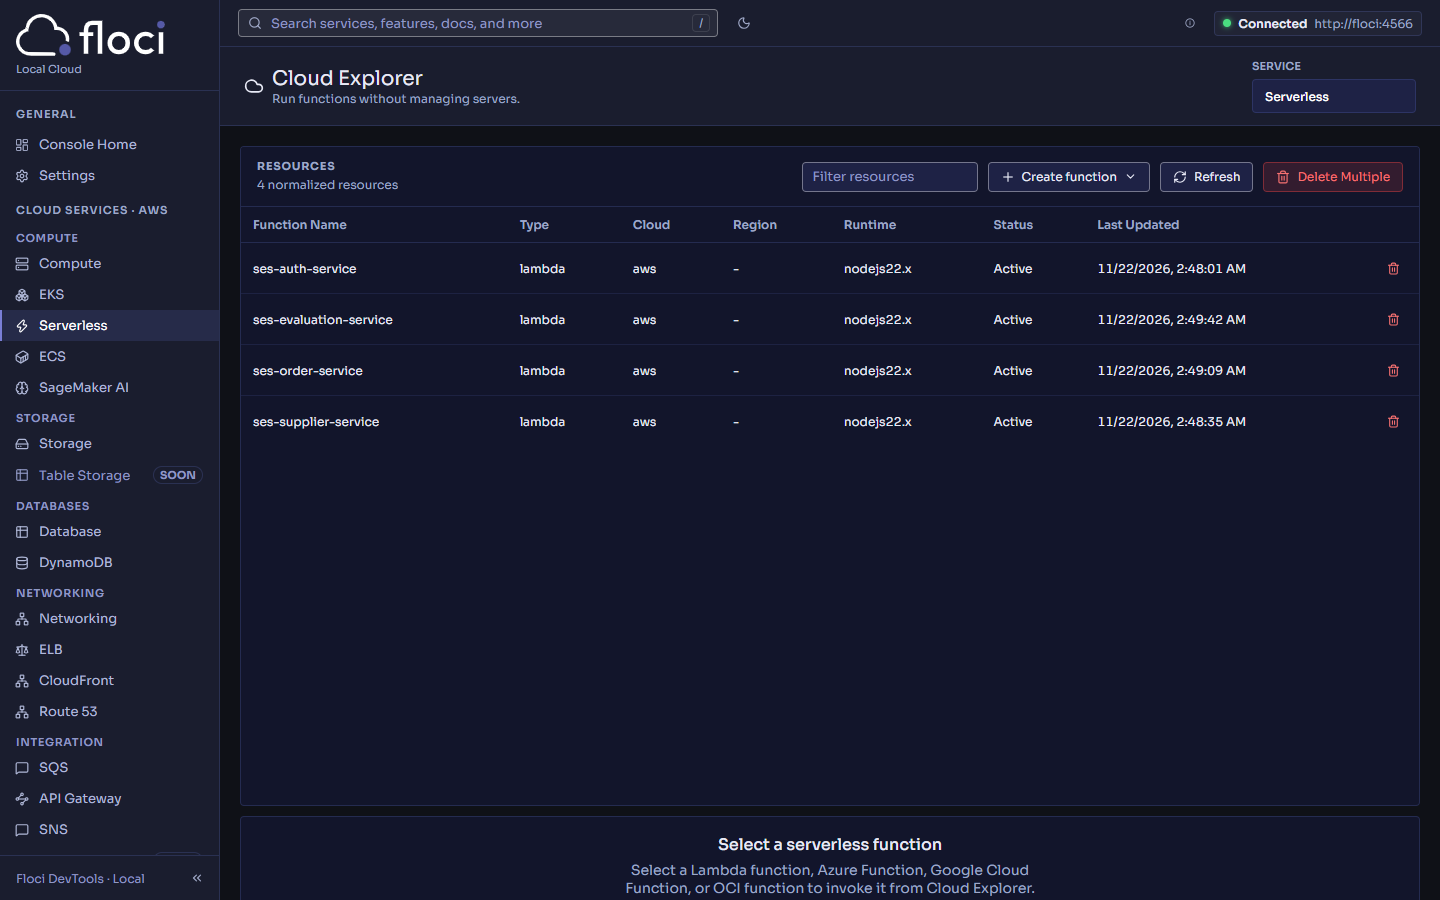 floci
Local Cloud
Search services, features, docs, and more /
Connected http://floci:4566
Cloud Explorer
Run functions without managing servers.
SERVICE
Serverless
GENERAL
Console Home
Settings
CLOUD SERVICES · AWS
COMPUTE
Compute
EKS
Serverless
ECS
SageMaker AI
STORAGE
Storage
Table Storage SOON
DATABASES
Database
DynamoDB
NETWORKING
Networking
ELB
CloudFront
Route 53
INTEGRATION
SQS
API Gateway
SNS
Floci DevTools · Local «
RESOURCES
4 normalized resources
Filter resources
Create function
Refresh
Delete Multiple
Function Name Type Cloud Region Runtime Status Last Updated
ses-auth-service lambda aws - nodejs22.x Active 11/22/2026, 2:48:01 AM
ses-evaluation-service lambda aws - nodejs22.x Active 11/22/2026, 2:49:42 AM
ses-order-service lambda aws - nodejs22.x Active 11/22/2026, 2:49:09 AM
ses-supplier-service lambda aws - nodejs22.x Active 11/22/2026, 2:48:35 AM
Select a serverless function
Select a Lambda function, Azure Function, Google Cloud
Function, or OCI function to invoke it from Cloud Explorer.